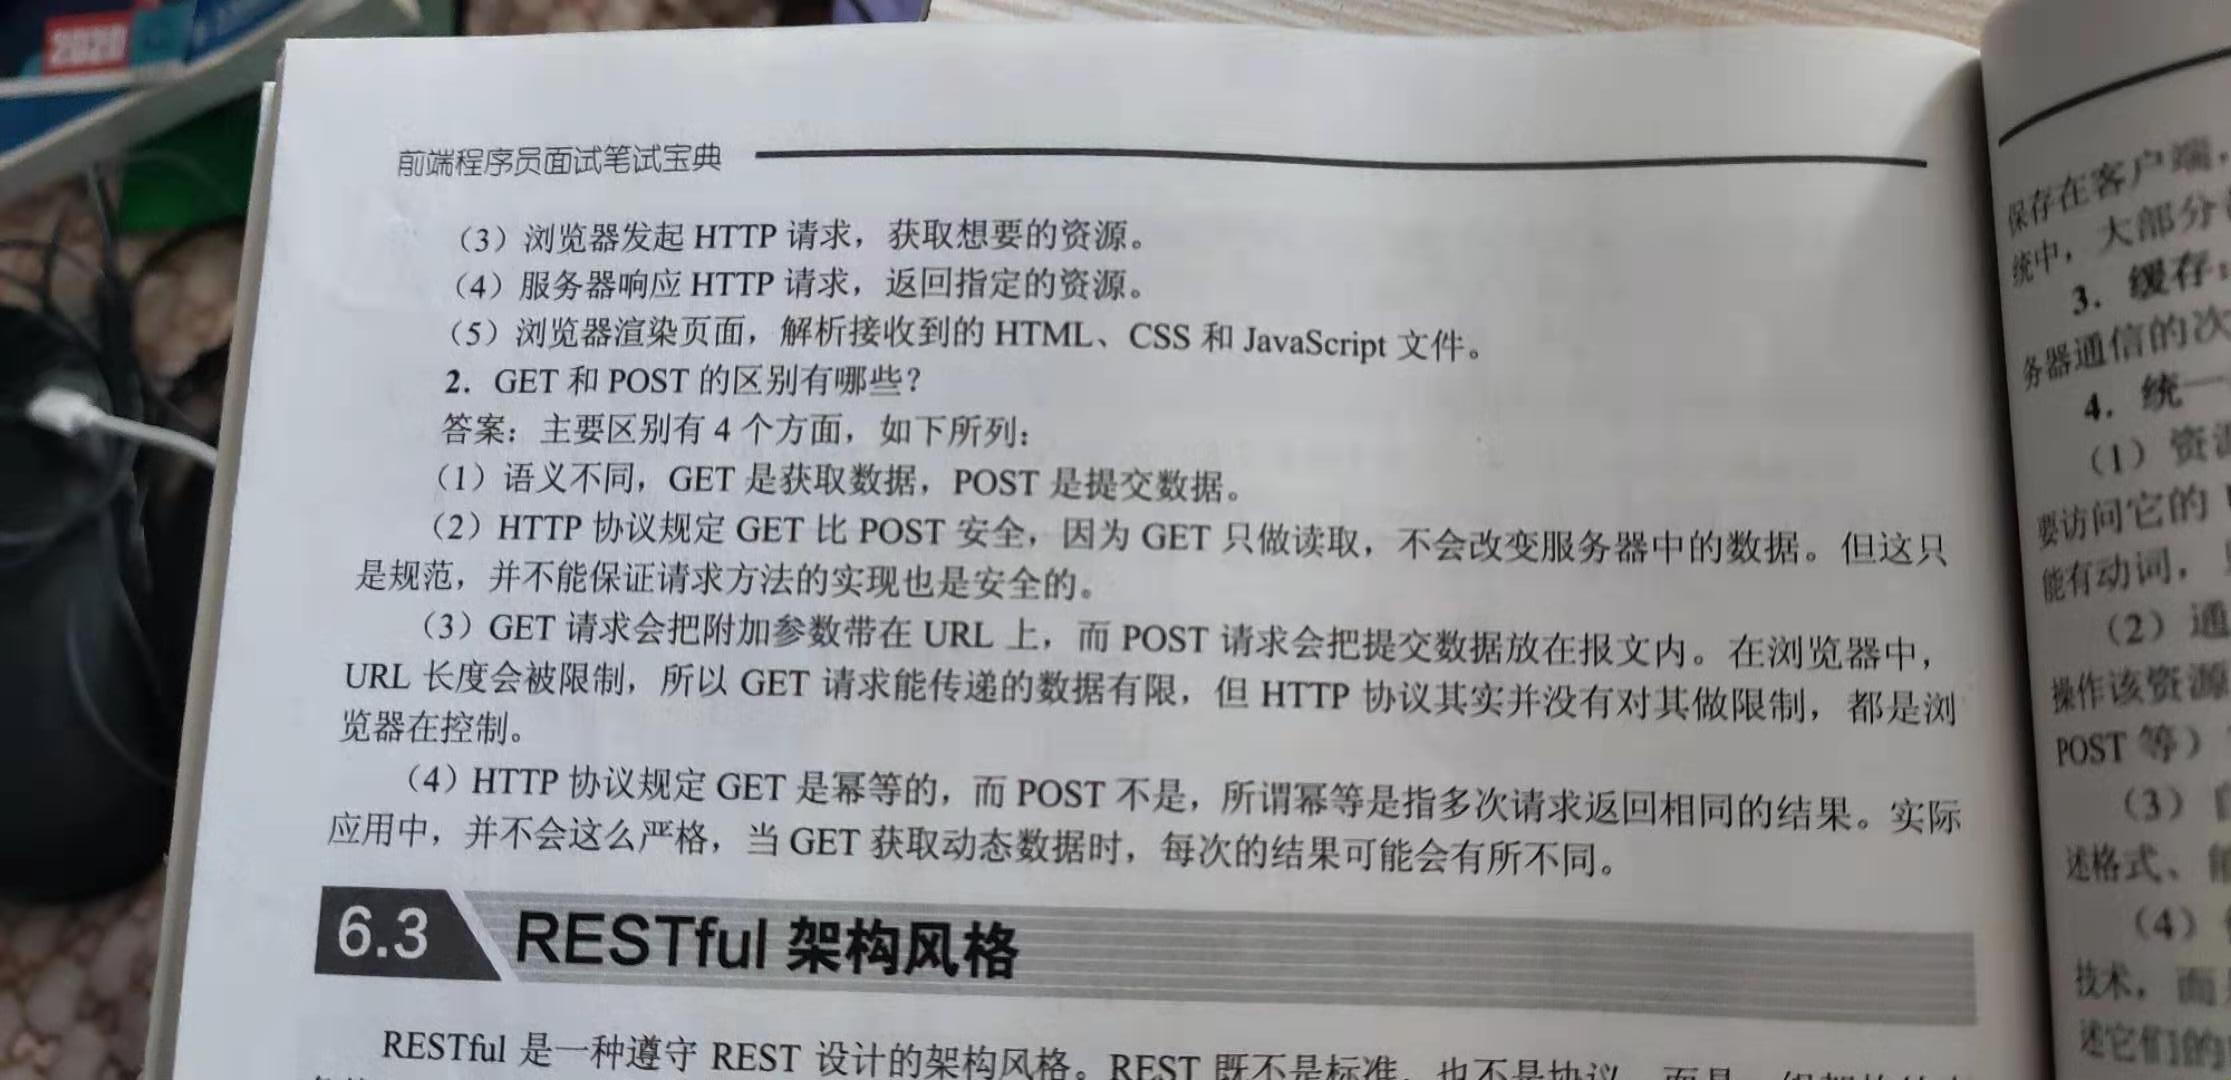 2020
前端程序员面试笔试宝典
（3）浏览器发起 HTTP 请求，获取想要的资源。
（4）服务器响应 HTTP 请求，返回指定的资源。
（5）浏览器渲染页面，解析接收到的 HTML、CSS 和 JavaScript 文件。
2．GET 和 POST 的区别有哪些？
答案：主要区别有 4 个方面，如下所列：
（1）语义不同，GET 是获取数据，POST 是提交数据。
（2）HTTP 协议规定 GET 比 POST 安全，因为 GET 只做读取，不会改变服务器中的数据。但这只
是规范，并不能保证请求方法的实现也是安全的。
（3）GET 请求会把附加参数带在 URL 上，而 POST 请求会把提交数据放在报文内。在浏览器中，
URL 长度会被限制，所以 GET 请求能传递的数据有限，但 HTTP 协议其实并没有对其做限制，都是浏
览器在控制。
（4）HTTP 协议规定 GET 是幂等的，而 POST 不是，所谓幂等是指多次请求返回相同的结果。实际
应用中，并不会这么严格，当 GET 获取动态数据时，每次的结果可能会有所不同。
6.3 RESTful 架构风格
RESTful 是一种遵守 REST 设计的架构风格。REST 既不是标准，也不是协议，而是一组架构
保存在客户端，
统中，大部分
3．缓存：
务器通信的次
4．统一
（1）资源
要访问它的
能有动词，
（2）通
操作该资源
POST 等）
（3）自
述格式、
（4）
技术，而
述它们的